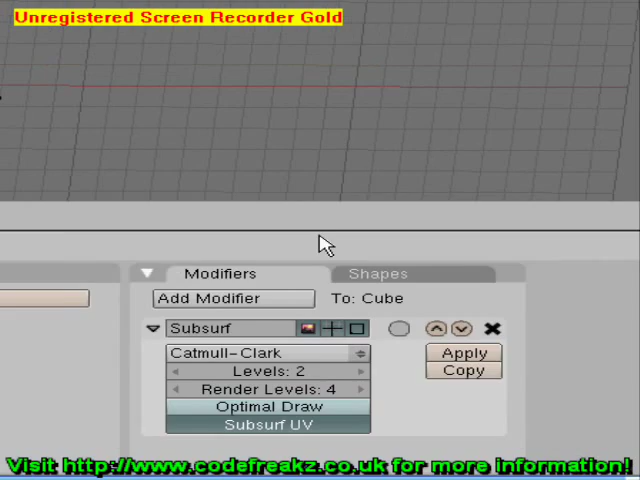 Unregistered Screen Recorder Gold
Modifiers
Shapes
Add Modifier
To: Cube
Subsurf
Catmull-Clark
Apply
Levels: 2
Copy
Render Levels: 4
Optimal Draw
Subsurf UV
Visit http://www.codefreakz.co.uk for more information!